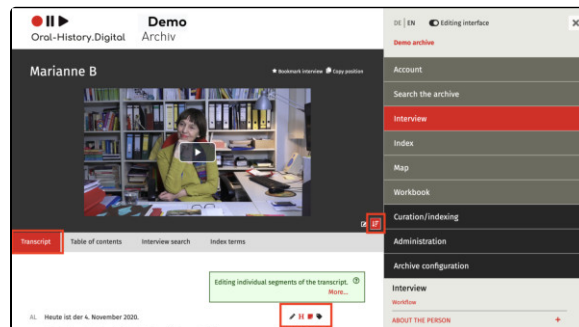 Oral-History.Digital
Demo
Archiv
DE | EN Editing interface X
Demo archive
Marianne B
Bookmark interview Copy position
Account
Search the archive
Interview
Index
Map
Workbook
Curation/indexing
Administration
Archive configuration
Interview
Workflow
ABOUT THE PERSON +
Transcript Table of contents Interview search Index terms
Editing individual segments of the transcript.
More...
AL Heute ist der 4. November 2020. H